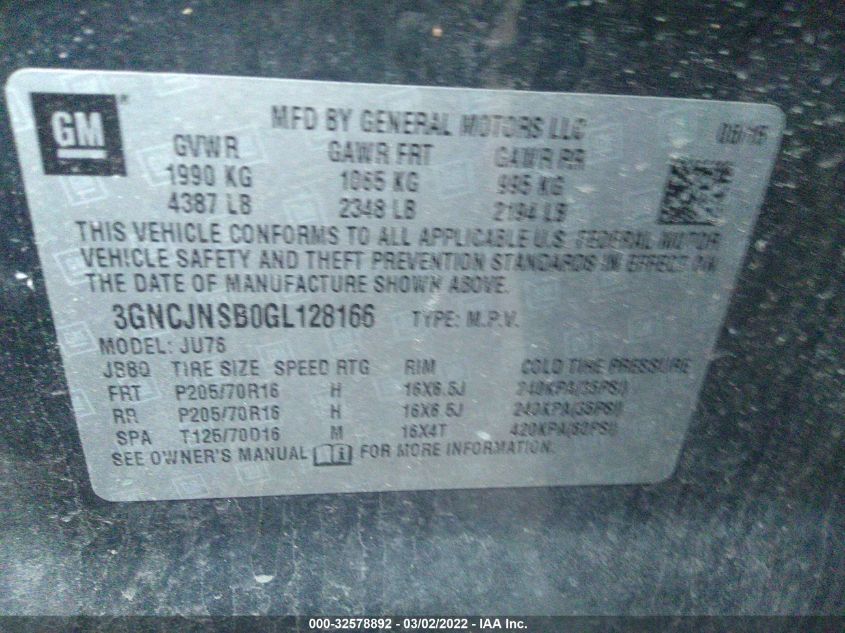 GM
MFD BY GENERAL MOTORS LLC
GVWR GAWR FRT GAWR RR
1990 KG 1065 KG 995 KG
4387 LB 2348 LB 2194 LB
THIS VEHICLE CONFORMS TO ALL APPLICABLE U.S. FEDERAL MOTOR
VEHICLE SAFETY AND THEFT PREVENTION STANDARDS IN EFFECT ON
THE DATE OF MANUFACTURE SHOWN ABOVE.
3GNCJNSB0GL128166 TYPE: M.P.V.
MODEL: JU76
TIRE SIZE SPEED RTG RIM COLD TIRE PRESSURE
FRT P205/70R16 H 16X6.5J 240KPA(35PSI)
RR P205/70R16 H 16X6.5J 240KPA(35PSI)
SPA T125/70D16 M 16X4T 420KPA(60PSI)
SEE OWNER'S MANUAL FOR MORE INFORMATION.
000-32578892 - 03/02/2022 - IAA Inc.